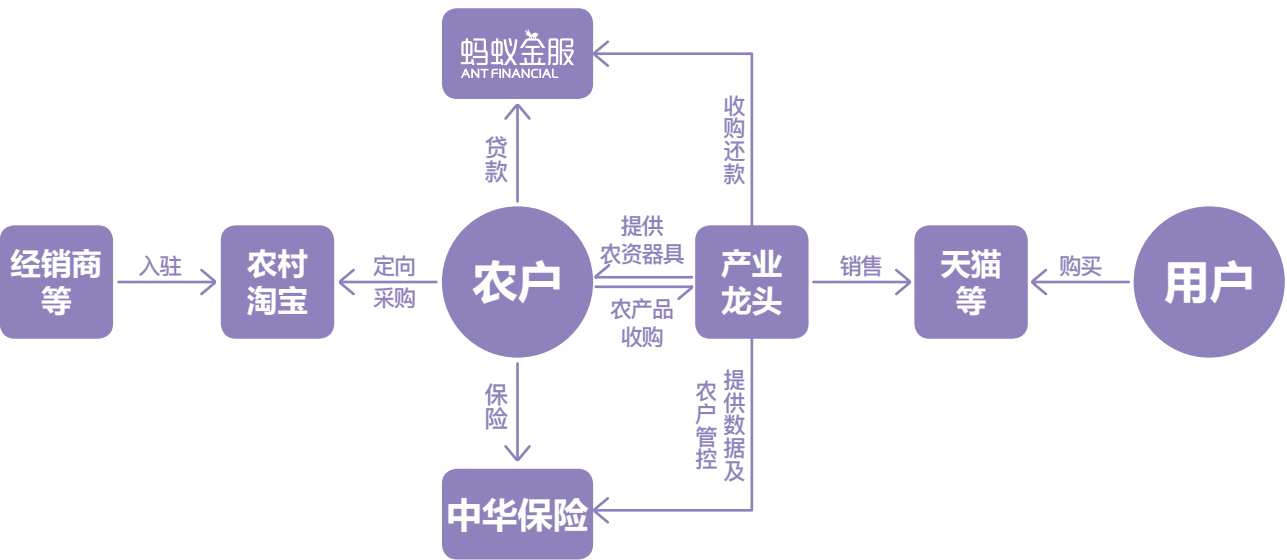 蚂蚁金服
ANT FINANCIAL
收购还款
贷款
经销商
等
入驻
农村
淘宝
定向
采购
农户
提供
农资器具
农产品
收购
产业
龙头
销售
天猫
等
购买
用户
保险
提供数据及
农户管控
中华保险